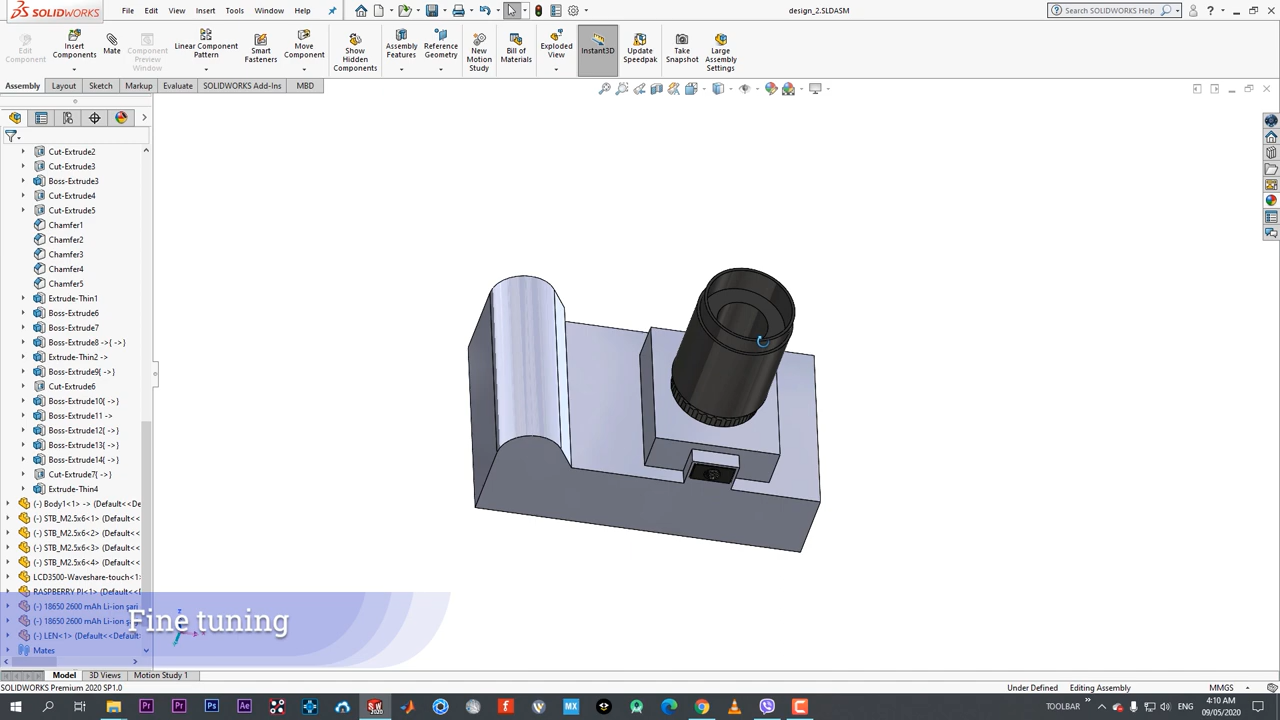 SOLIDWORKS
File Edit View Insert Tools Window Help
design_2.SLDASM
Search SOLIDWORKS Help
Edit Component
Insert Components
Mate
Component Preview Window
Linear Component Pattern
Smart Fasteners
Move Component
Show Hidden Components
Assembly Features
Reference Geometry
New Motion Study
Bill of Materials
Exploded View
Instant3D
Update Speedpak
Take Snapshot
Large Assembly Settings
Assembly Layout Sketch Markup Evaluate SOLIDWORKS Add-Ins MBD
Cut-Extrude2
Cut-Extrude3
Boss-Extrude3
Cut-Extrude4
Cut-Extrude5
Chamfer1
Chamfer2
Chamfer3
Chamfer4
Chamfer5
Extrude-Thin1
Boss-Extrude6
Boss-Extrude7
Boss-Extrude8 ->{ ->}
Extrude-Thin2 ->
Boss-Extrude9{ ->}
Cut-Extrude6
Boss-Extrude10{ ->}
Boss-Extrude11 ->
Boss-Extrude12{ ->}
Boss-Extrude13{ ->}
Boss-Extrude14{ ->}
Cut-Extrude7{ ->}
Extrude-Thin4
(-) Body1<1> -> (Default<<De
(-) STB_M2.5x6<1> (Default<<
(-) STB_M2.5x6<2> (Default<<
(-) STB_M2.5x6<3> (Default<<
(-) STB_M2.5x6<4> (Default<<
LCD3500-Waveshare-touch<1>
RASPBERRY PI<1> (Default<<D
(-) 18650 2600 mAh Li-ion şarj
(-) 18650 2600 mAh Li-ion şarj
(-) LEN<1> (Default<<Default
Mates
Fine tuning
Model 3D Views Motion Study 1
SOLIDWORKS Premium 2020 SP1.0
Under Defined Editing Assembly MMGS
TOOLBAR ENG 4:10 AM
09/05/2020